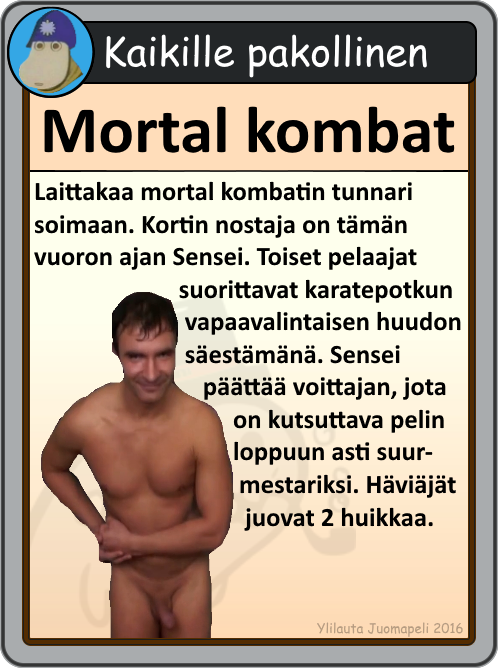 Kaikille pakollinen
Mortal kombat
Laittakaa mortal kombatin tunnari
soimaan. Kortin nostaja on tämän
vuoron ajan Sensei. Toiset pelaajat
suorittavat karatepotkun
vapaavalintaisen huudon
säestämänä. Sensei
päättää voittajan, jota
on kutsuttava pelin
loppuun asti suur-
mestariksi. Häviäjät
juovat 2 huikkaa.
Ylilauta Juomapeli 2016